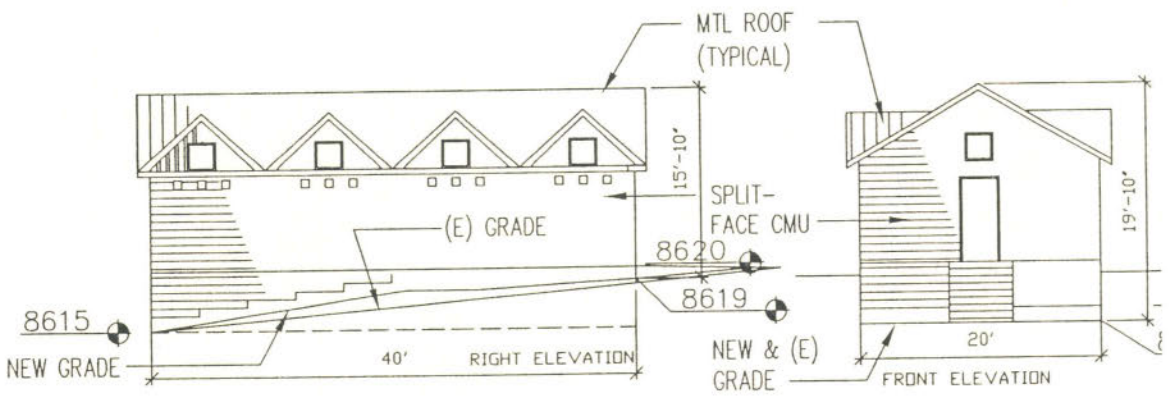 MTL ROOF
(TYPICAL)
15'-10"
19'-10"
SPLIT-
FACE CMU
(E) GRADE
8620
8619
8615
NEW GRADE
40'
RIGHT ELEVATION
NEW & (E)
GRADE
20'
FRONT ELEVATION